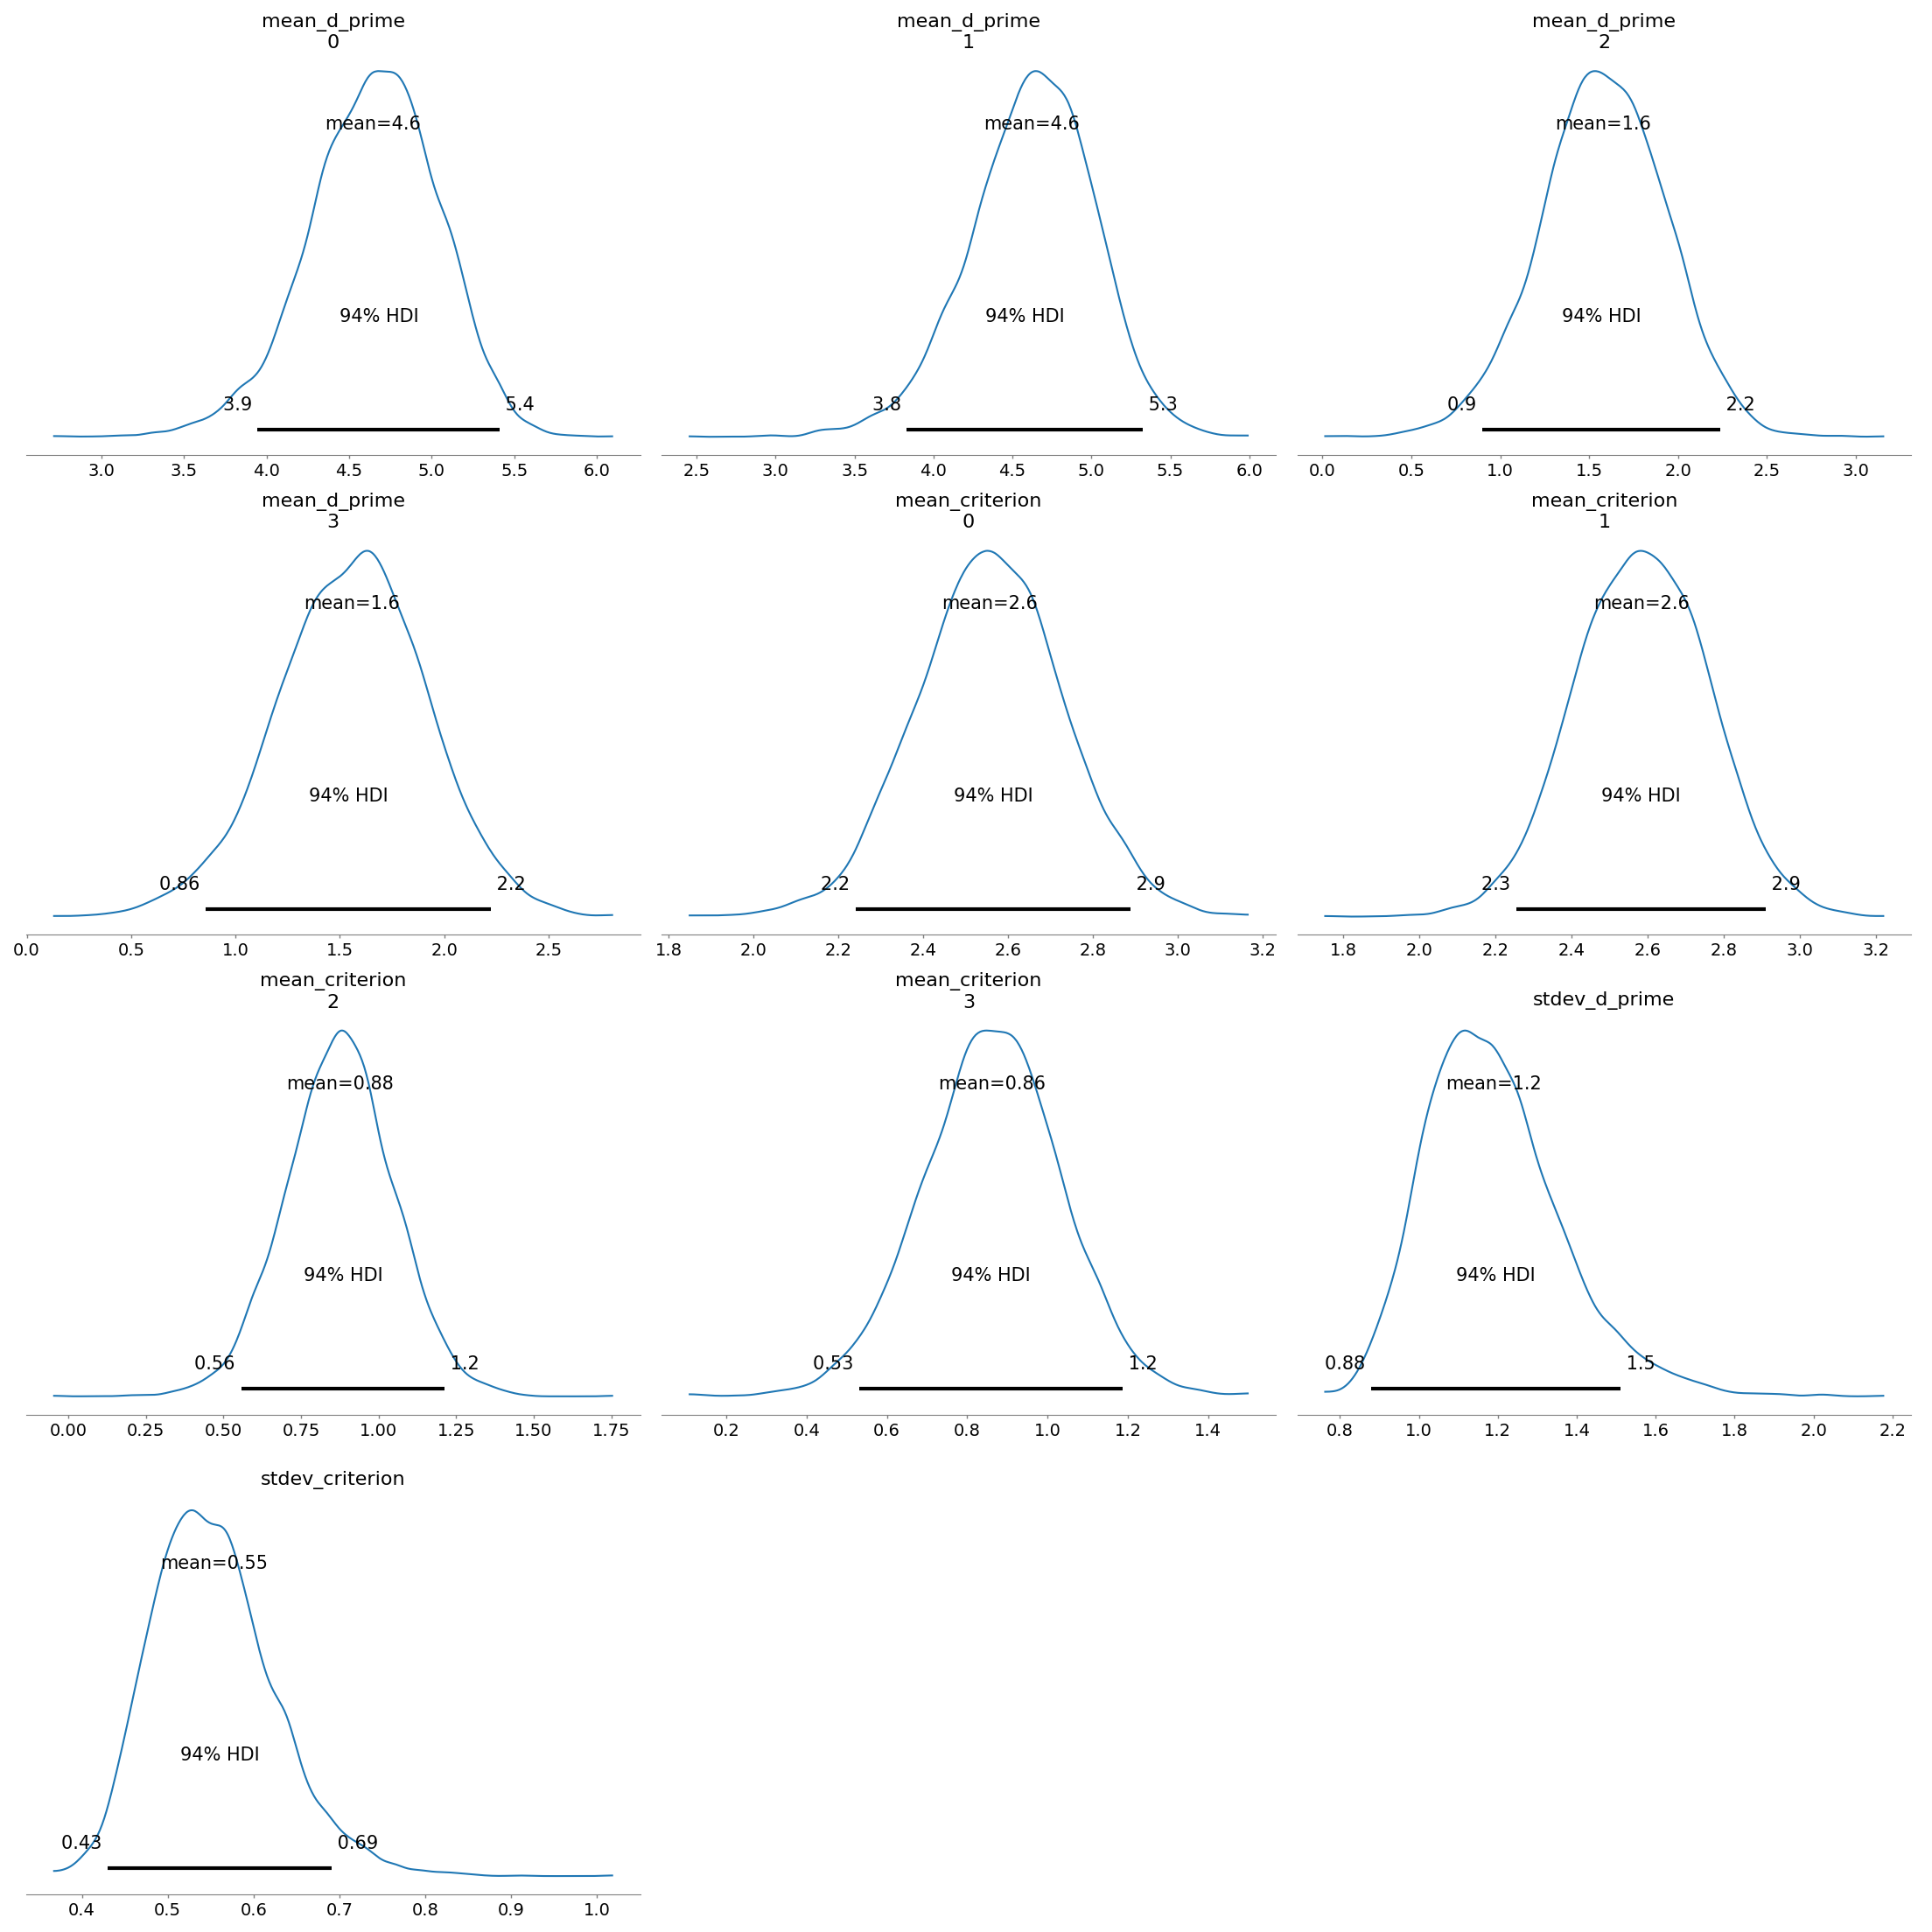 mean_d_prime
0
mean=4.6
94% HDI
3.9 5.4
3.0 3.5 4.0 4.5 5.0 5.5 6.0
mean_d_prime
1
mean=4.6
94% HDI
3.8 5.3
2.5 3.0 3.5 4.0 4.5 5.0 5.5 6.0
mean_d_prime
2
mean=1.6
94% HDI
0.9 2.2
0.0 0.5 1.0 1.5 2.0 2.5 3.0
mean_d_prime
3
mean=1.6
94% HDI
0.86 2.2
0.0 0.5 1.0 1.5 2.0 2.5
mean_criterion
0
mean=2.6
94% HDI
2.2 2.9
1.8 2.0 2.2 2.4 2.6 2.8 3.0 3.2
mean_criterion
1
mean=2.6
94% HDI
2.3 2.9
1.8 2.0 2.2 2.4 2.6 2.8 3.0 3.2
mean_criterion
2
mean=0.88
94% HDI
0.56 1.2
0.00 0.25 0.50 0.75 1.00 1.25 1.50 1.75
mean_criterion
3
mean=0.86
94% HDI
0.53 1.2
0.2 0.4 0.6 0.8 1.0 1.2 1.4
stdev_d_prime
mean=1.2
94% HDI
0.88 1.5
0.8 1.0 1.2 1.4 1.6 1.8 2.0 2.2
stdev_criterion
mean=0.55
94% HDI
0.43 0.69
0.4 0.5 0.6 0.7 0.8 0.9 1.0